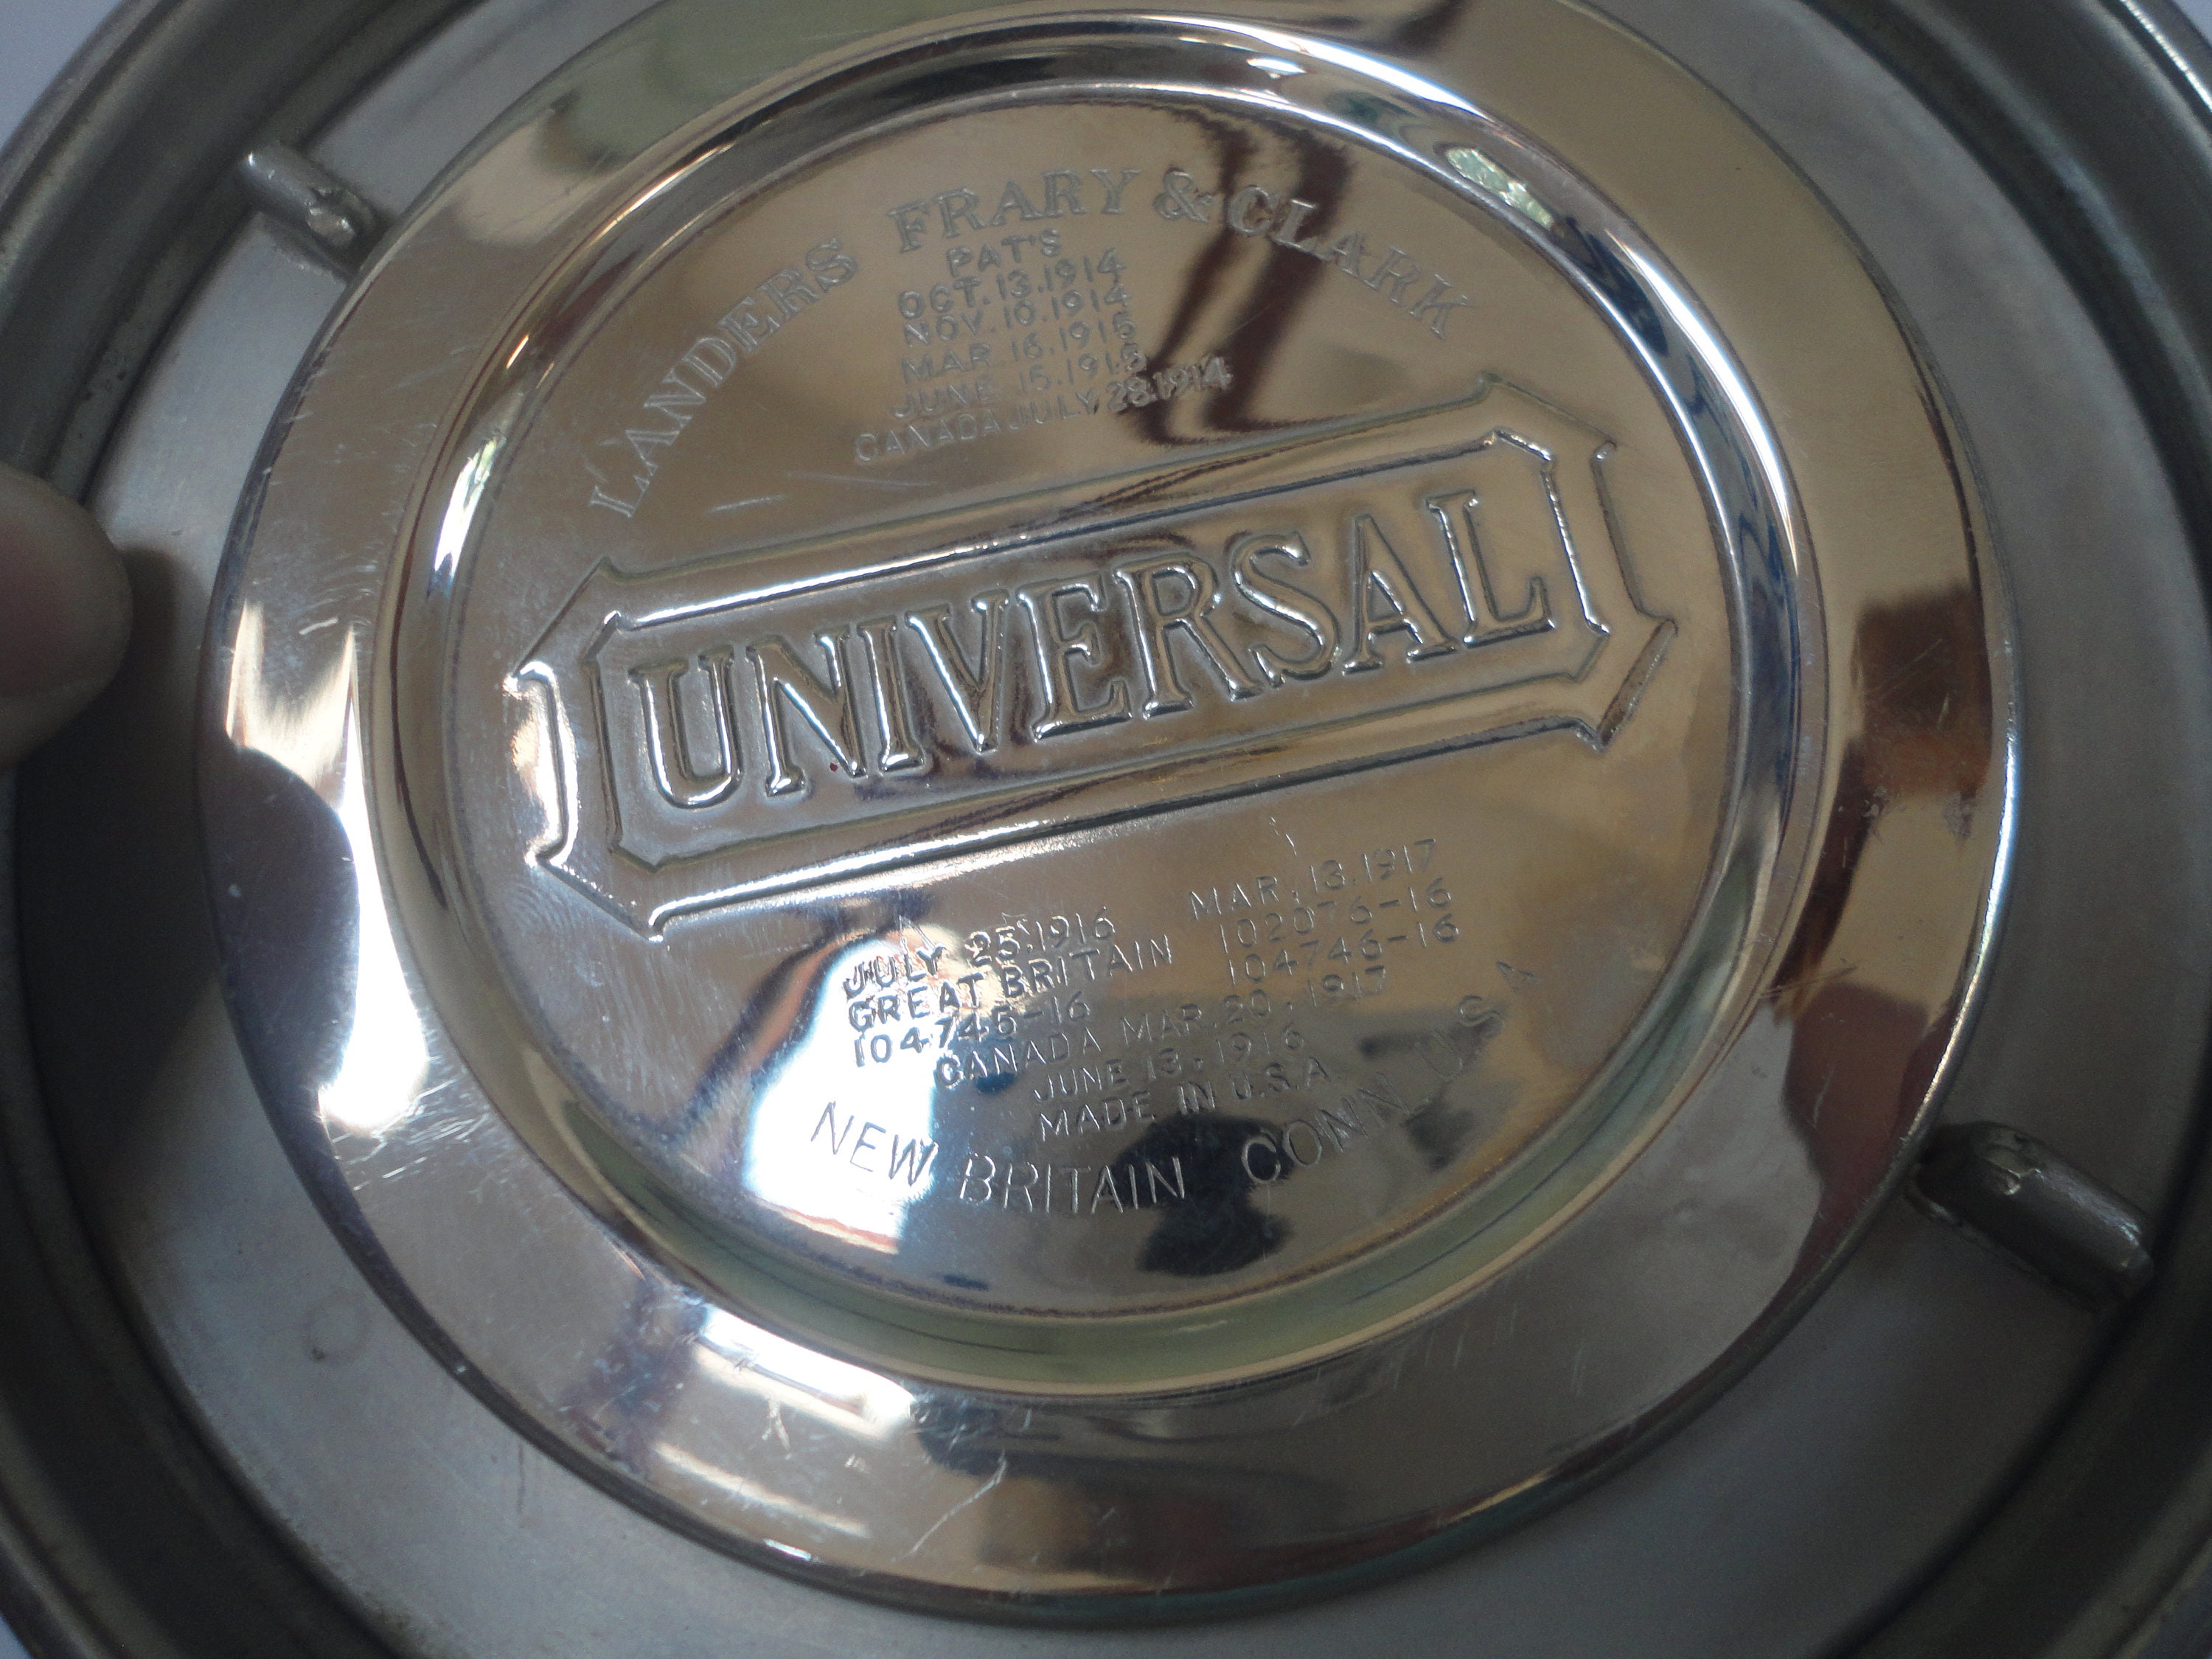 LANDERS FRARY & CLARK
PAT'S
OCT. 13. 1914
NOV. 10. 1914
MAR. 16. 1915
JUNE 15. 1915
CANADA JULY 28. 1914
UNIVERSAL
JULY 25. 1916 MAR. 13. 1917
GREAT BRITAIN 102076-16
104745-16 104746-16
CANADA MAR. 20. 1917
JUNE 13. 1916
MADE IN U.S.A.
NEW BRITAIN CONN. U S A